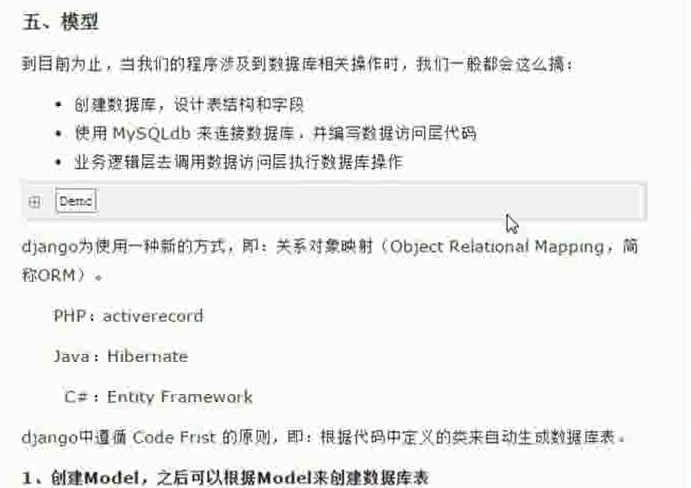 五、模型
到目前为止，当我们的程序涉及到数据库相关操作时，我们一般都会这么搞：
• 创建数据库，设计表结构和字段
• 使用 MySQLdb 来连接数据库，并编写数据访问层代码
• 业务逻辑层去调用数据访问层执行数据库操作
Demo
django为使用一种新的方式，即：关系对象映射（Object Relational Mapping，简
称ORM）。
PHP：activerecord
Java：Hibernate
C#：Entity Framework
django中遵循 Code Frist 的原则，即：根据代码中定义的类来自动生成数据库表。
1、创建Model，之后可以根据Model来创建数据库表